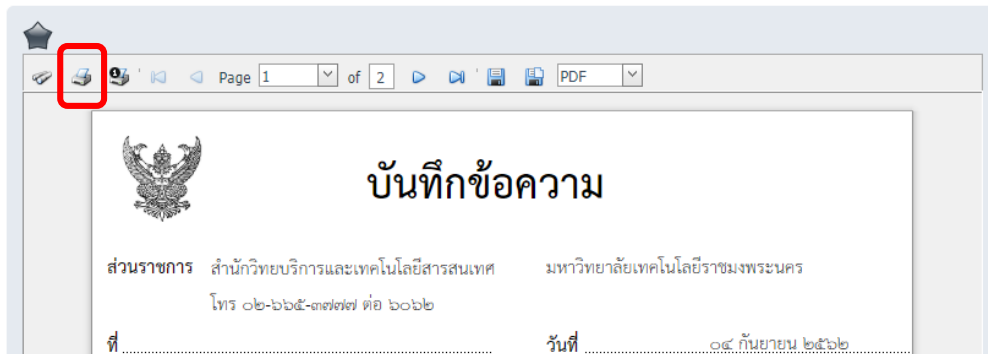 Page 1 of 2 PDF
บันทึกข้อความ
ส่วนราชการ สำนักวิทยบริการและเทคโนโลยีสารสนเทศ มหาวิทยาลัยเทคโนโลยีราชมงพระนคร
โทร ๐๒-๖๖๕-๓๗๗๗ ต่อ ๖๐๖๒
ที่ วันที่ ๐๔ กันยายน ๒๕๖๒